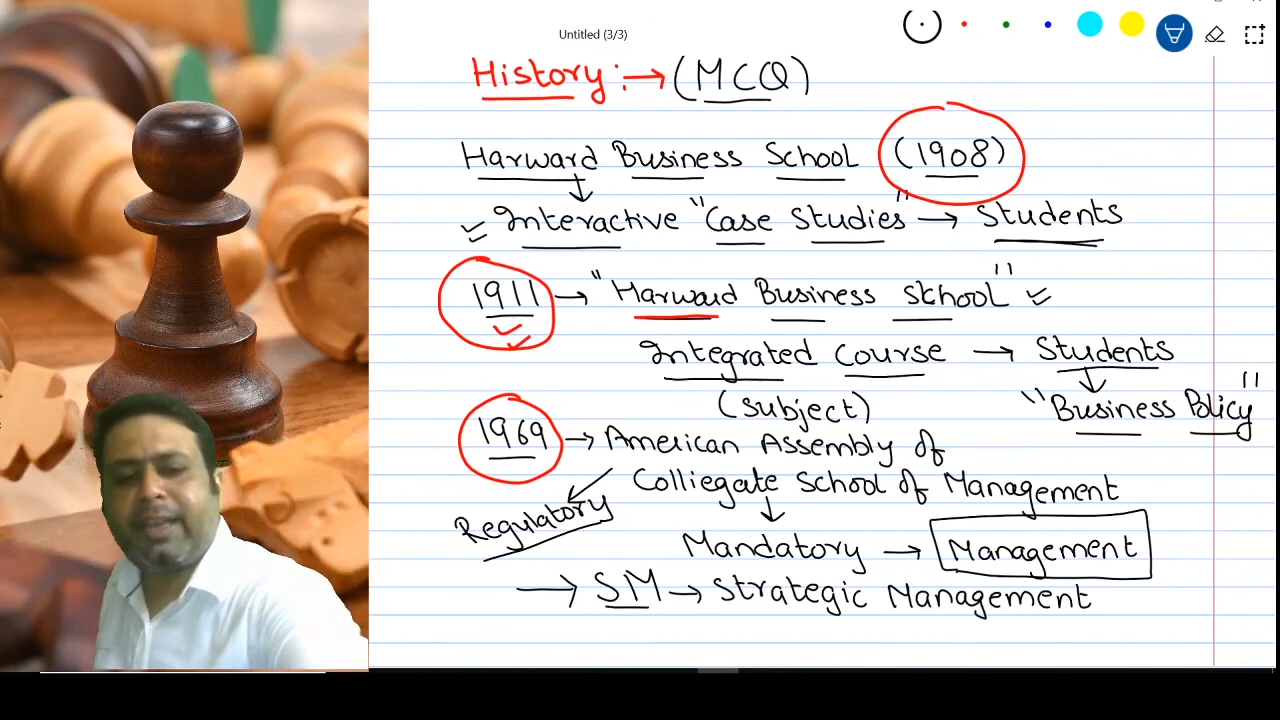 Untitled (3/3)
History :→ (MCQ)
Harward Business School (1908)
Interactive "Case Studies" → Students
1911 → "Harward Business School"
Integrated Course → Students
(Subject) "Business Policy"
1969 → American Assembly of
Colliegate School of Management
Regulatory
Mandatory → Management
→ SM → Strategic Management